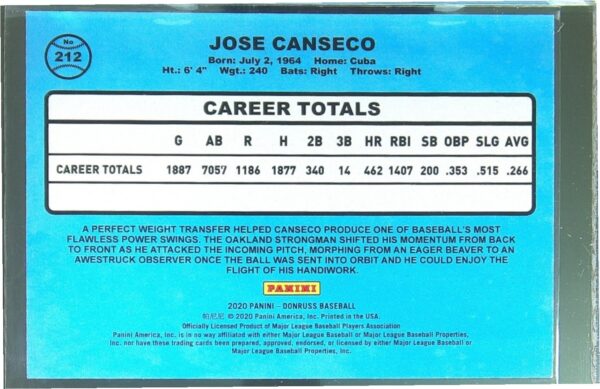 No
212
JOSE CANSECO
Born: July 2, 1964 Home: Cuba
Ht.: 6' 4" Wgt.: 240 Bats: Right Throws: Right
CAREER TOTALS
G AB R H 2B 3B HR RBI SB OBP SLG AVG
CAREER TOTALS 1887 7057 1186 1877 340 14 462 1407 200 .353 .515 .266
A PERFECT WEIGHT TRANSFER HELPED CANSECO PRODUCE ONE OF BASEBALL'S MOST
FLAWLESS POWER SWINGS. THE OAKLAND STRONGMAN SHIFTED HIS MOMENTUM FROM BACK
TO FRONT AS HE ATTACKED THE INCOMING PITCH, MORPHING FROM AN EAGER BEAVER TO AN
AWESTRUCK OBSERVER ONCE THE BALL WAS SENT INTO ORBIT AND HE COULD ENJOY THE
FLIGHT OF HIS HANDIWORK.
PANINI
2020 PANINI – DONRUSS BASEBALL
帕尼尼 © 2020 Panini America, Inc. Printed in the USA.
Officially Licensed Product of Major League Baseball Players Association
Panini America, Inc. is in no way affiliated with either Major League Baseball or Major League Baseball Properties,
Inc. nor have these trading cards been prepared, approved, endorsed, or licensed by either Major League Baseball or
Major League Baseball Properties, Inc.